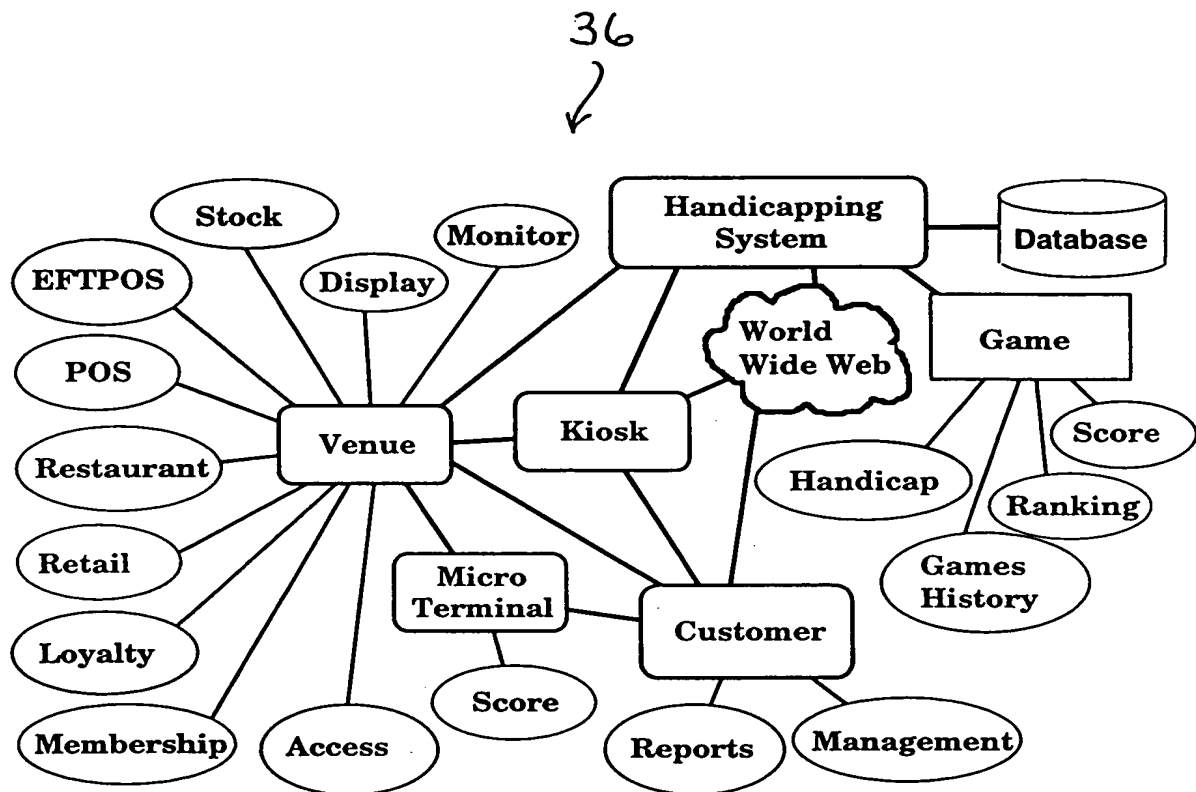 36
Handicapping
System
Database
Stock
Monitor
EFTPOS
Display
World
Wide Web
Game
POS
Venue
Kiosk
Score
Restaurant
Handicap
Ranking
Retail
Micro
Terminal
Games
History
Customer
Loyalty
Score
Membership
Access
Reports
Management